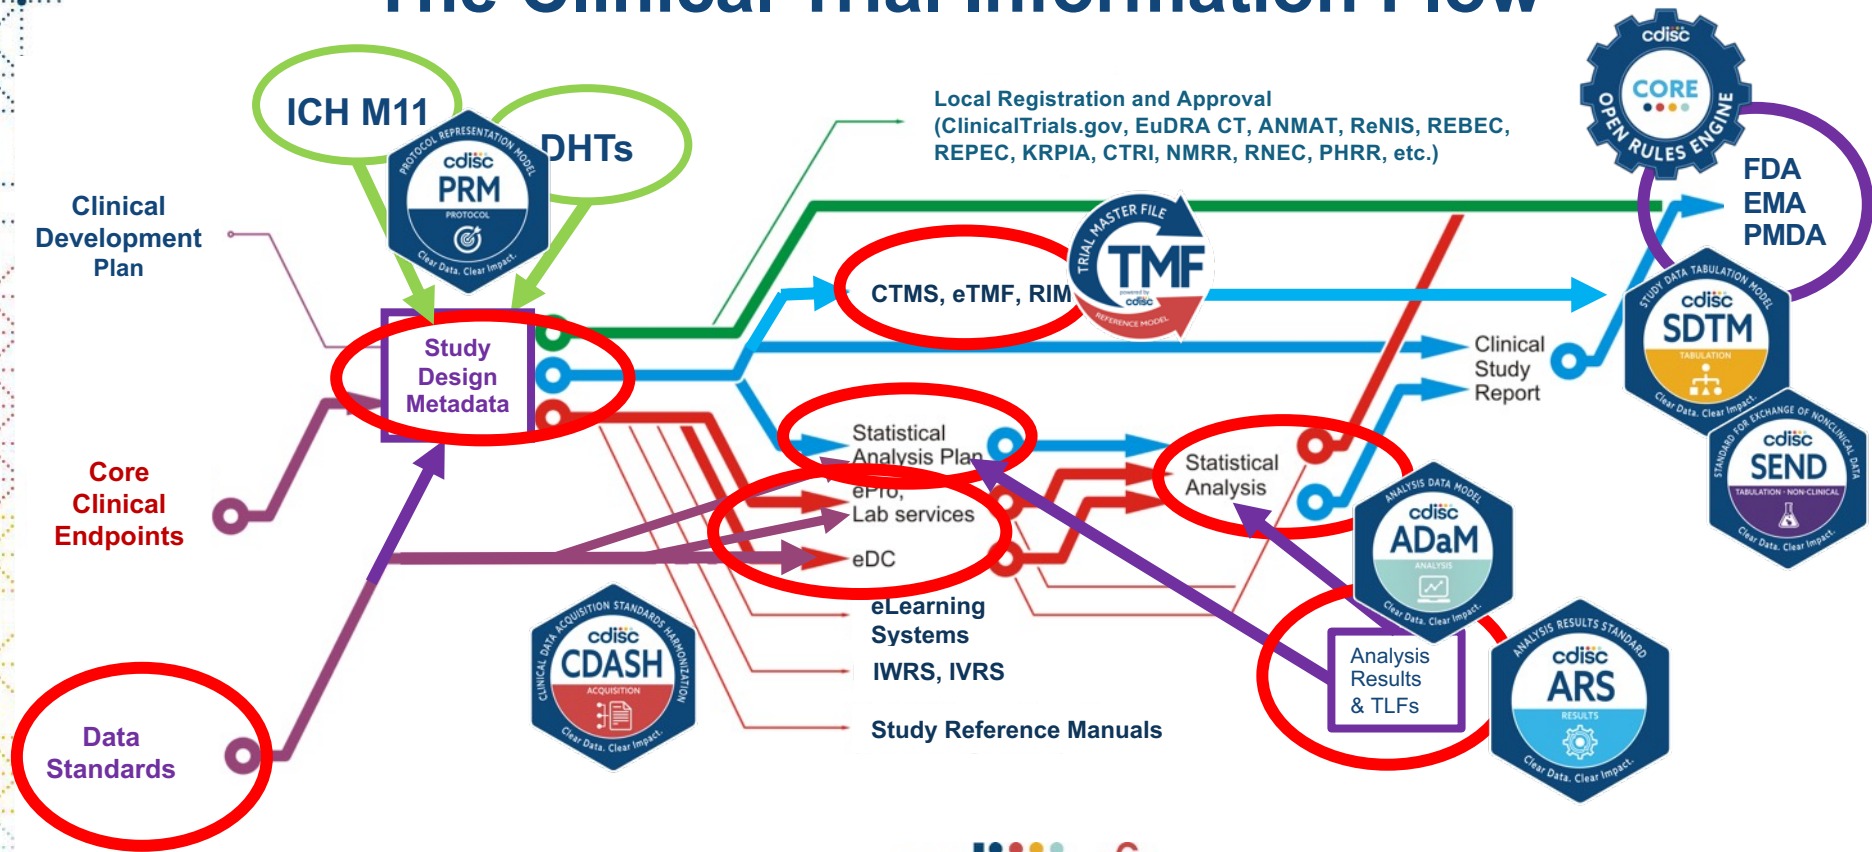 The Clinical Trial Information Flow
ICH M11
DHTs
PROTOCOL REPRESENTATION MODEL
cdisc
PRM
PROTOCOL
Clear Data. Clear Impact.
Local Registration and Approval
(ClinicalTrials.gov, EuDRA CT, ANMAT, ReNIS, REBEC,
REPEC, KRPIA, CTRI, NMRR, RNEC, PHRR, etc.)
cdisc
CORE
OPEN RULES ENGINE
FDA
EMA
PMDA
Clinical
Development
Plan
Study
Design
Metadata
CTMS, eTMF, RIM
TRIAL MASTER FILE
TMF
powered by
cdisc
REFERENCE MODEL
Clinical
Study
Report
STUDY DATA TABULATION MODEL
cdisc
SDTM
TABULATION
Clear Data. Clear Impact.
STANDARD FOR EXCHANGE OF NONCLINICAL DATA
cdisc
SEND
TABULATION - NON-CLINICAL
Clear Data. Clear Impact.
Core
Clinical
Endpoints
Statistical
Analysis Plan
ePro,
Lab services
eDC
Statistical
Analysis
ANALYSIS DATA MODEL
cdisc
ADaM
ANALYSIS
Clear Data. Clear Impact.
eLearning
Systems
IWRS, IVRS
Study Reference Manuals
CLINICAL DATA ACQUISITION STANDARDS HARMONIZATION
cdisc
CDASH
ACQUISITION
Clear Data. Clear Impact.
Analysis
Results
& TLFs
ANALYSIS RESULTS STANDARD
cdisc
ARS
RESULTS
Clear Data. Clear Impact.
Data
Standards